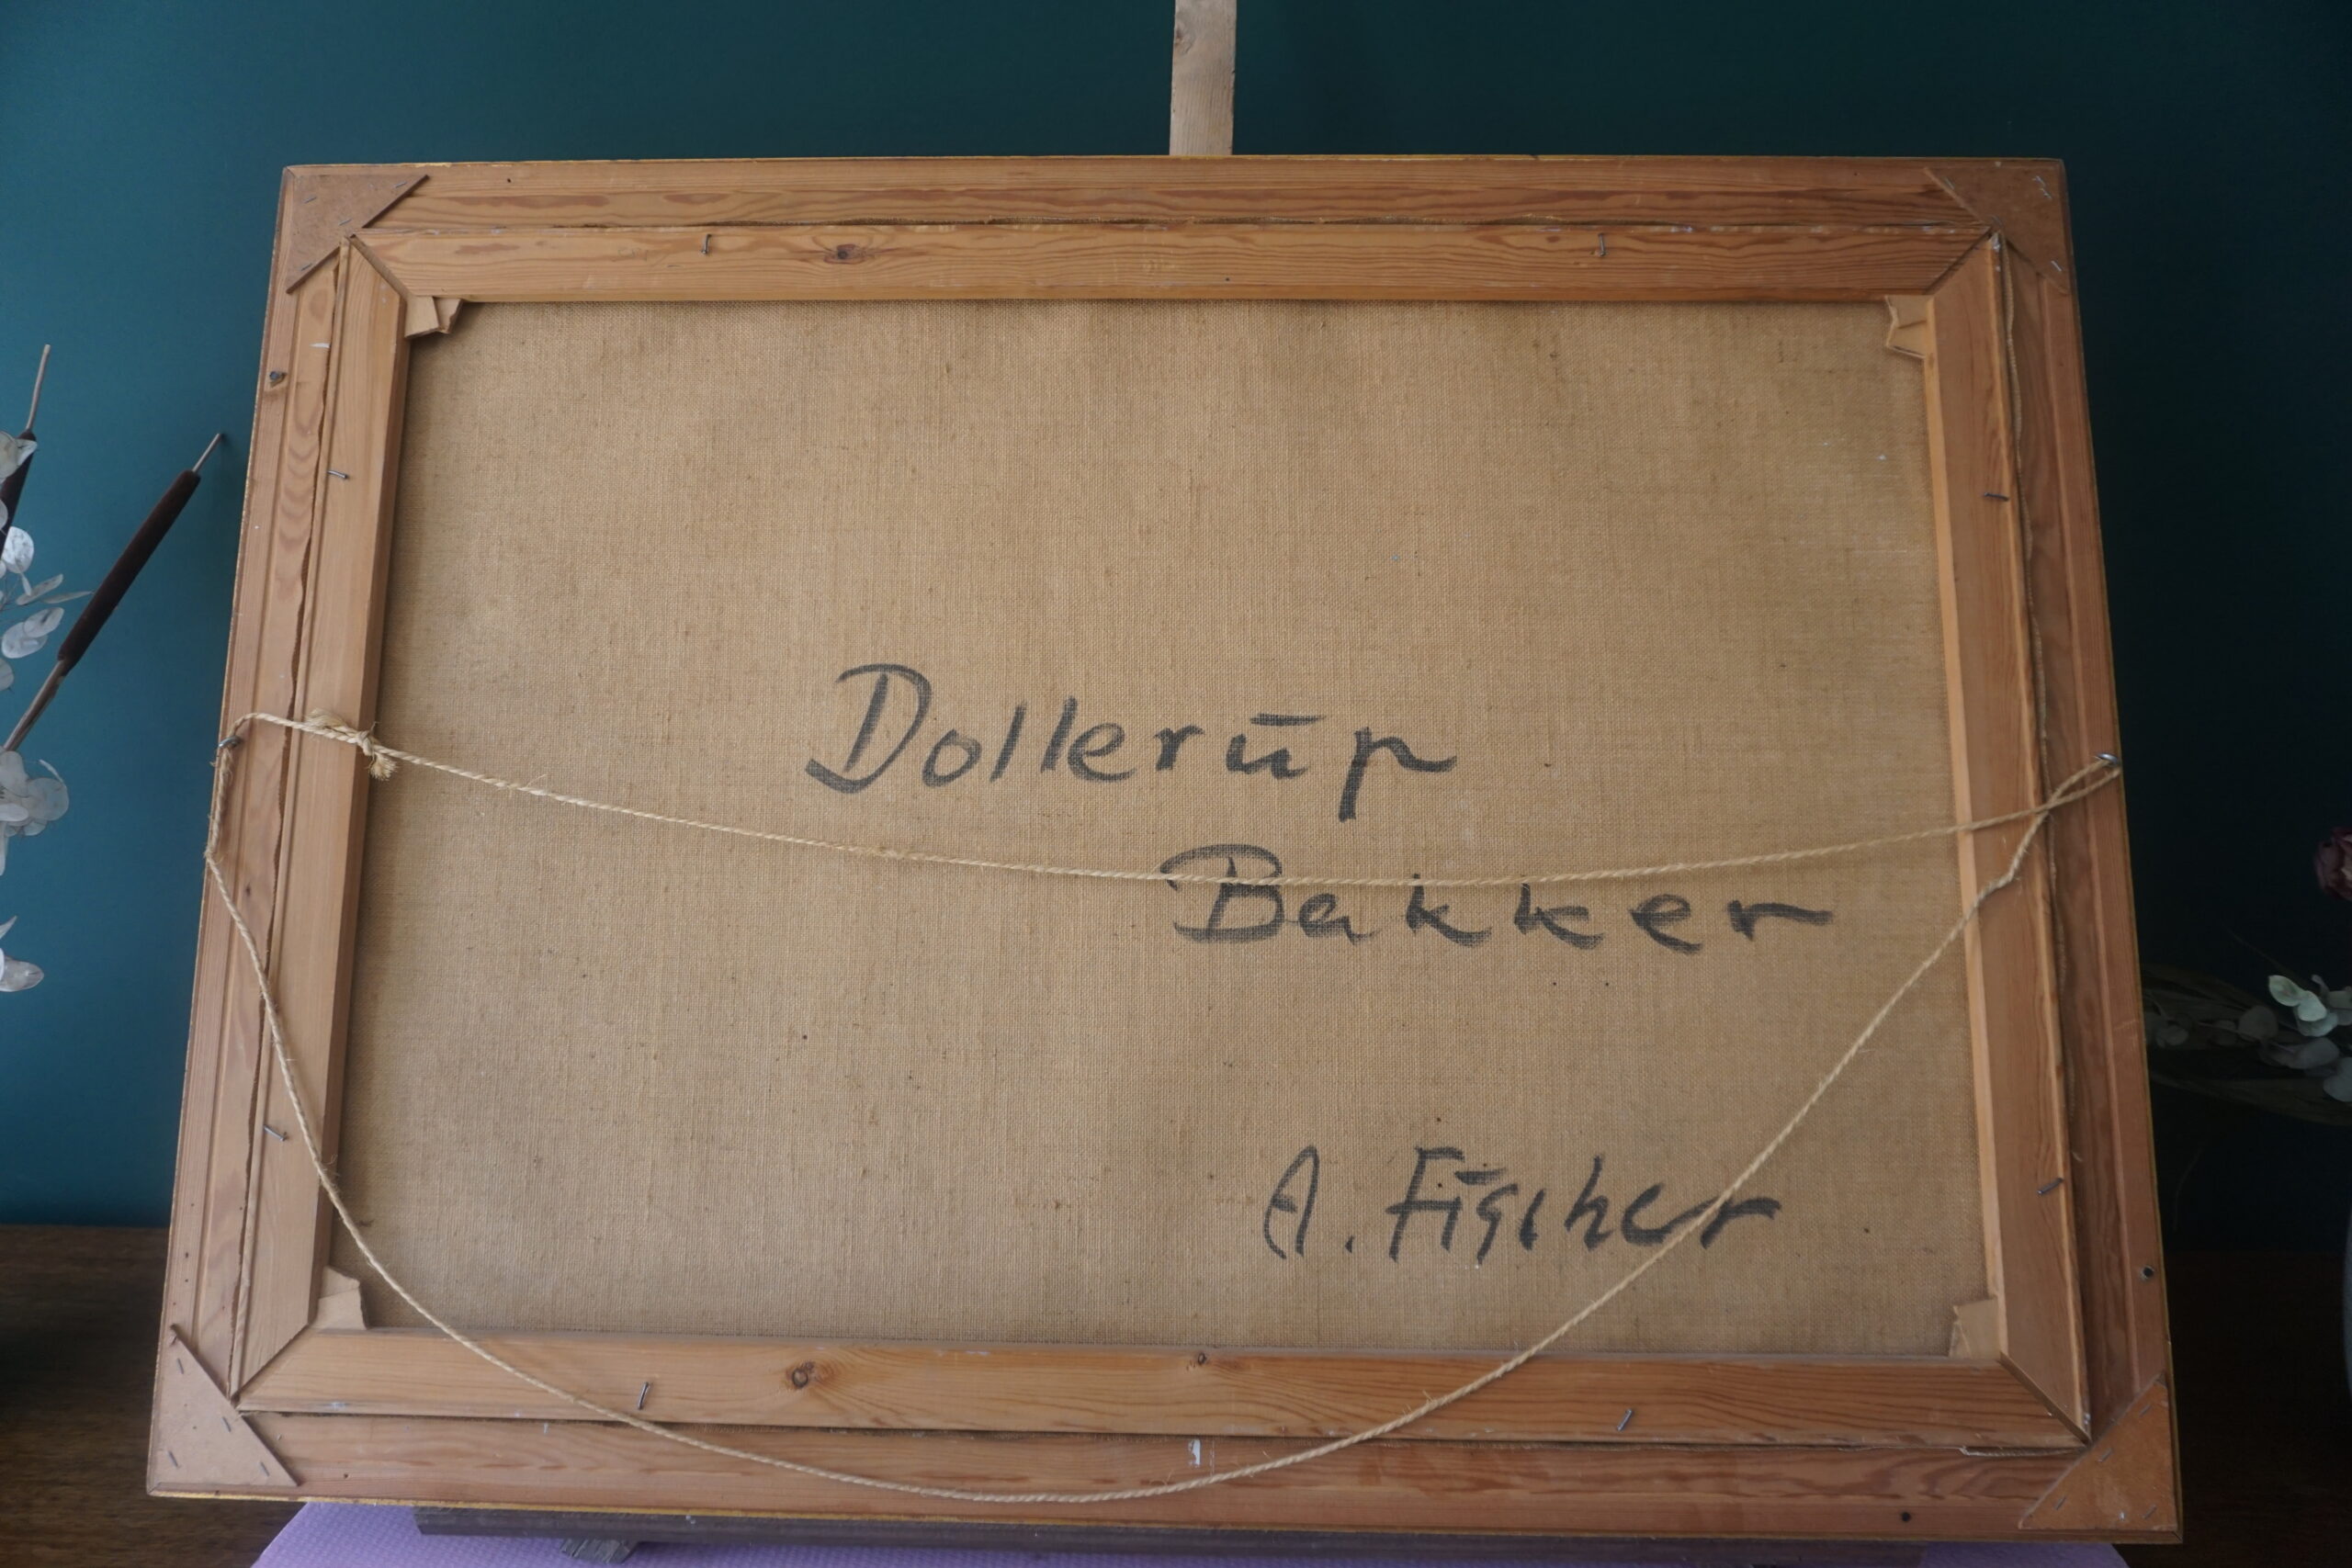 Dollerūp
Bakker
A. Fischer